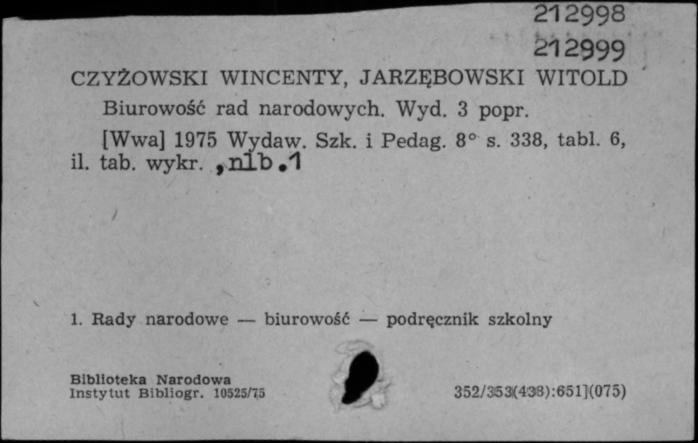 212998
212999
CZYŻOWSKI WINCENTY, JARZĘBOWSKI WITOLD
Biurowość rad narodowych. Wyd. 3 popr.
[Wwa] 1975 Wydaw. Szk. i Pedag. 8° s. 338, tabl. 6,
il. tab. wykr. ,nlb.1
1. Rady narodowe — biurowość — podręcznik szkolny
Biblioteka Narodowa
Instytut Bibliogr. 10525/75
352/353(438):651](075)